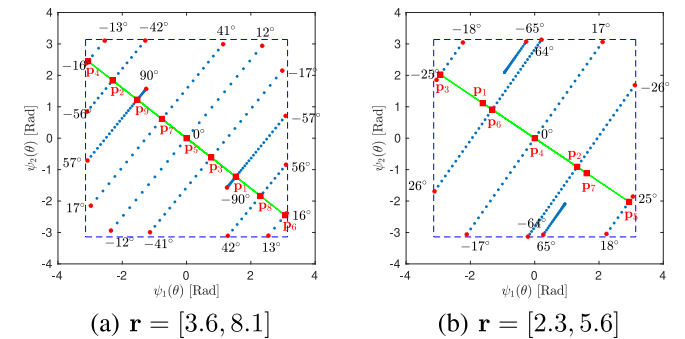 4
3
2
1
0
-1
-2
-3
-4
ψ₂(θ) [Rad]
−13° −42° 41° 12°
−16 −17°
p₄
p₂ 90°
p₉
−56 −57°
p₇
0°
p₅
57° p₃ 56°
p₁
−90° p₈
17° 16°
p₆
−12° −41° 42° 13°
-4 -2 0 2 4
ψ₁(θ) [Rad]
(a) r = [3.6, 8.1]
4
3
2
1
0
-1
-2
-3
-4
ψ₂(θ) [Rad]
−18° −65° 17°
64°
−25°
p₃ p₁ −26°
p₆
0°
p₄
p₂
26° p₇
25°
p₅
−17° −64° 65° 18°
-4 -2 0 2 4
ψ₁(θ) [Rad]
(b) r = [2.3, 5.6]